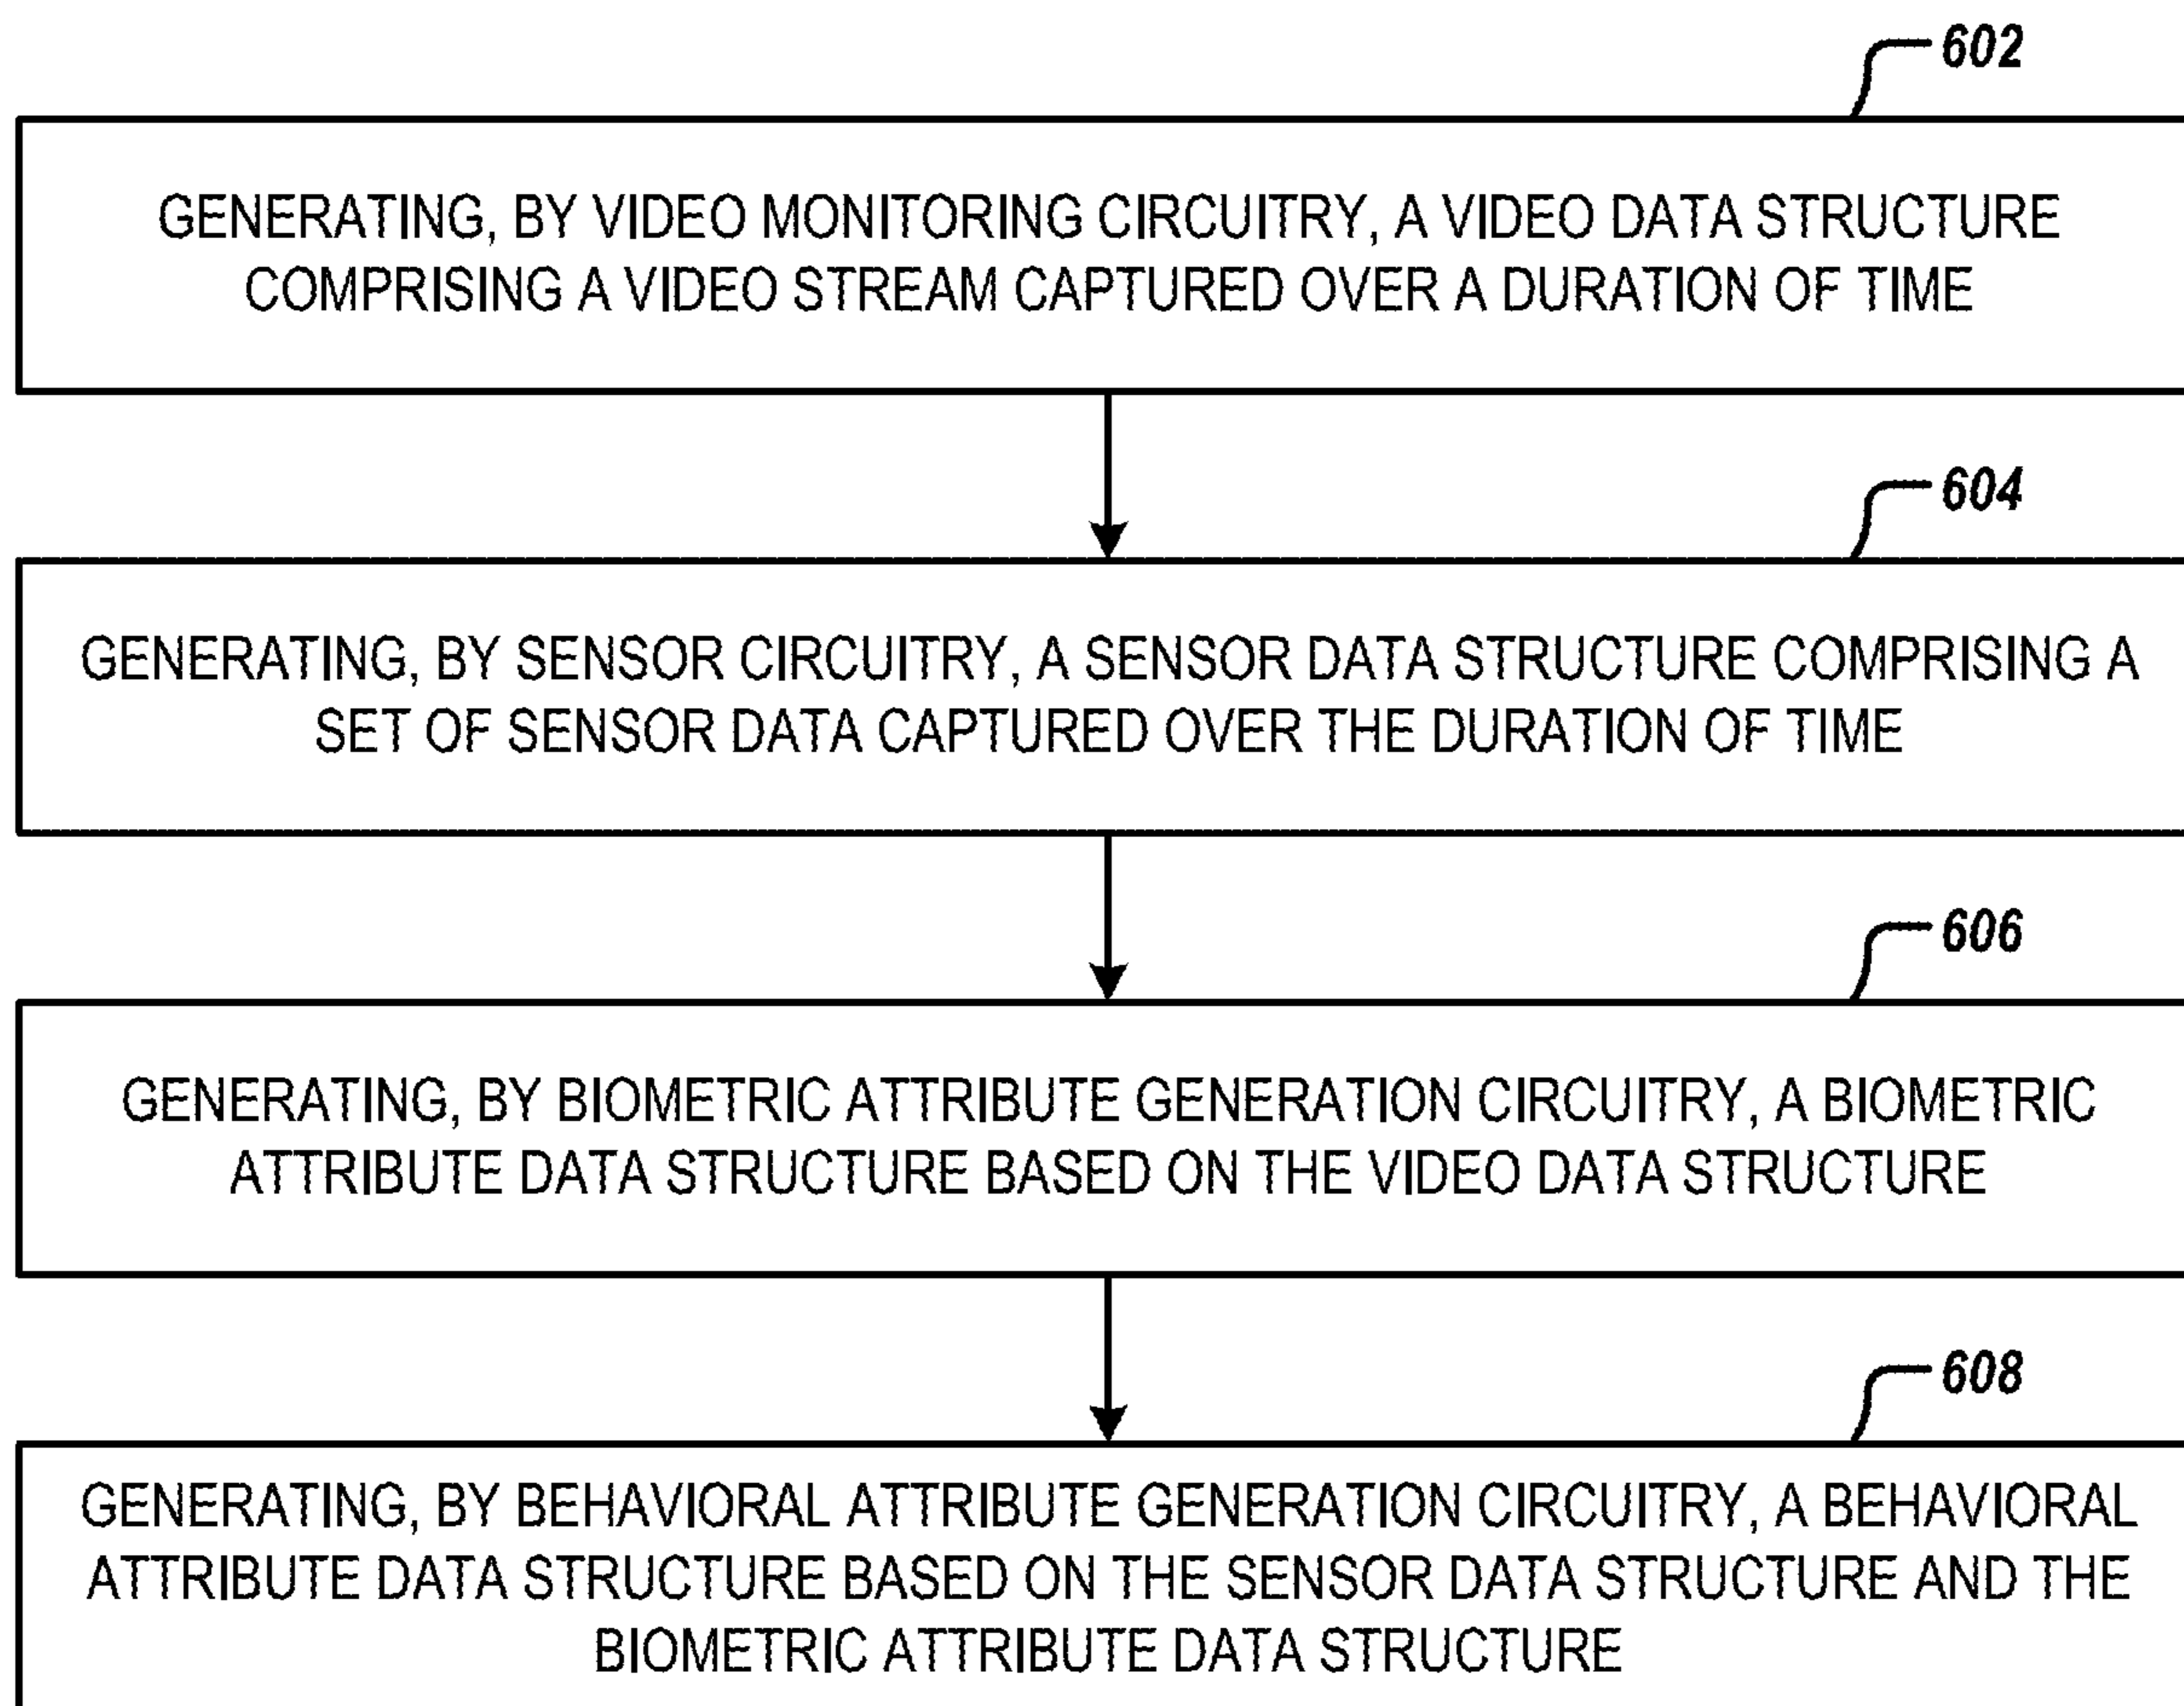 602
GENERATING, BY VIDEO MONITORING CIRCUITRY, A VIDEO DATA STRUCTURE
COMPRISING A VIDEO STREAM CAPTURED OVER A DURATION OF TIME
604
GENERATING, BY SENSOR CIRCUITRY, A SENSOR DATA STRUCTURE COMPRISING A
SET OF SENSOR DATA CAPTURED OVER THE DURATION OF TIME
606
GENERATING, BY BIOMETRIC ATTRIBUTE GENERATION CIRCUITRY, A BIOMETRIC
ATTRIBUTE DATA STRUCTURE BASED ON THE VIDEO DATA STRUCTURE
608
GENERATING, BY BEHAVIORAL ATTRIBUTE GENERATION CIRCUITRY, A BEHAVIORAL
ATTRIBUTE DATA STRUCTURE BASED ON THE SENSOR DATA STRUCTURE AND THE
BIOMETRIC ATTRIBUTE DATA STRUCTURE